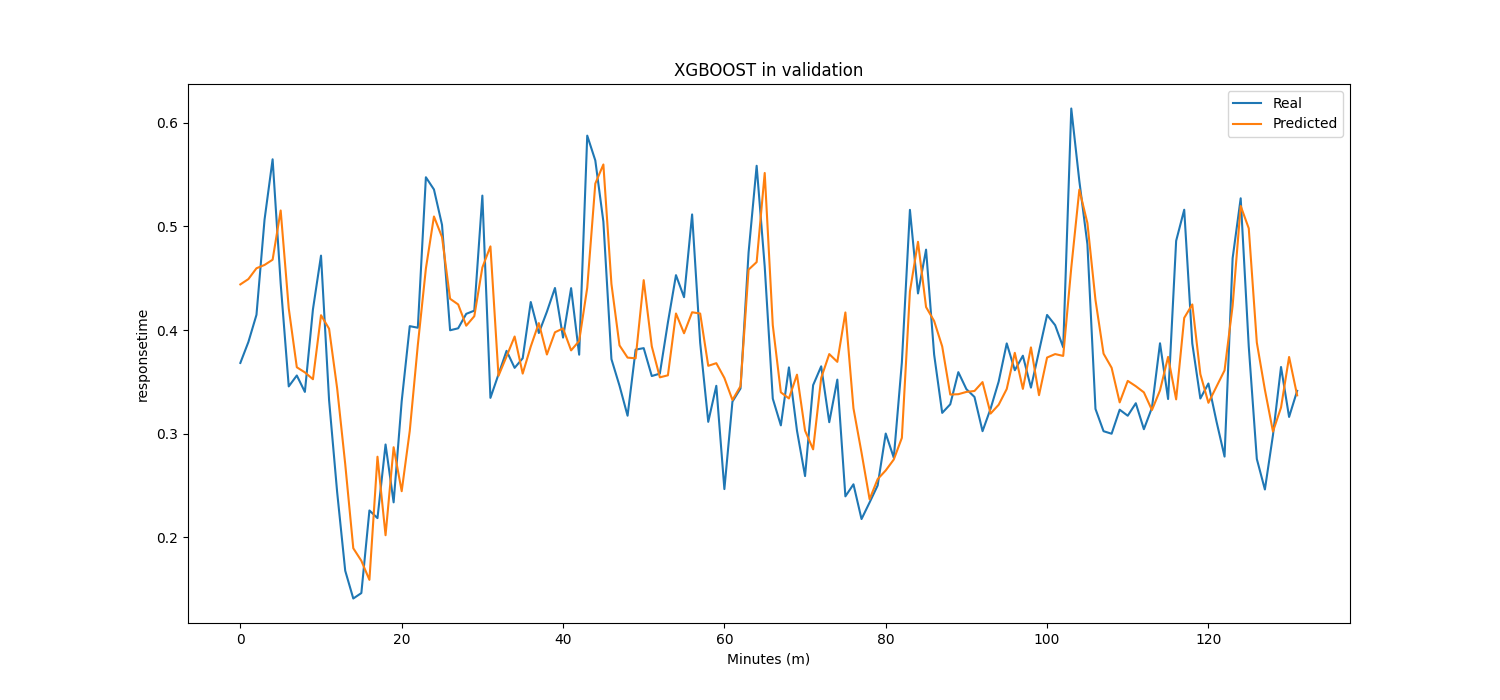 XGBOOST in validation
Real
Predicted
0.6
0.5
0.4
0.3
0.2
responsetime
0 20 40 60 80 100 120
Minutes (m)